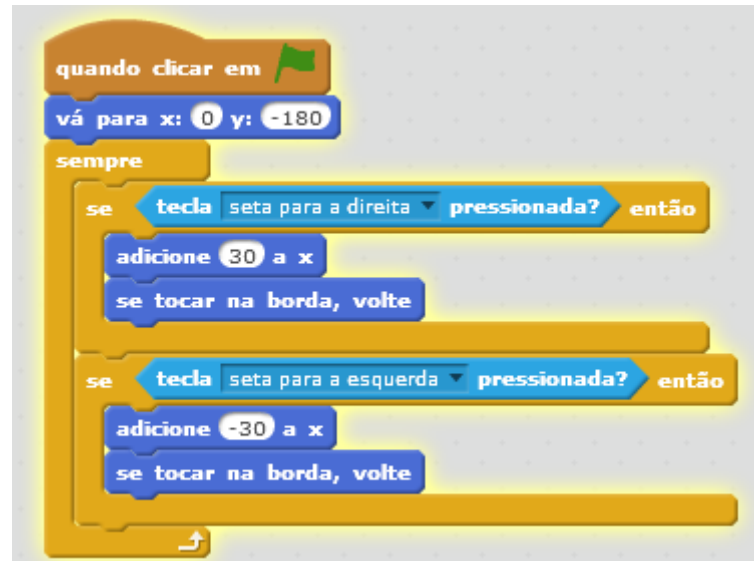 quando clicar em
vá para x: 0 y: -180
sempre
se tecla seta para a direita pressionada? então
adicione 30 a x
se tocar na borda, volte
se tecla seta para a esquerda pressionada? então
adicione -30 a x
se tocar na borda, volte